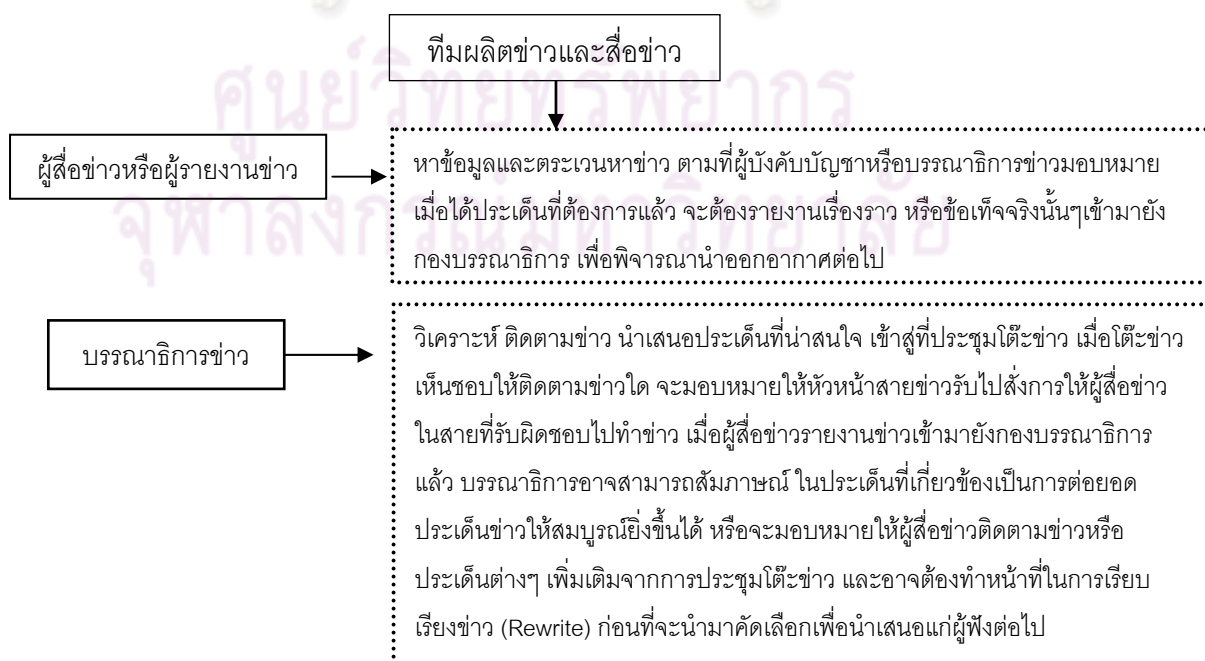 ทีมผลิตข่าวและสื่อข่าว
ศูนย์วิทยทรัพยากร
จุฬาลงกรณ์มหาวิทยาลัย
ผู้สื่อข่าวหรือผู้รายงานข่าว
หาข้อมูลและตระเวนหาข่าว ตามที่ผู้บังคับบัญชาหรือบรรณาธิการข่าวมอบหมาย
เมื่อได้ประเด็นที่ต้องการแล้ว จะต้องรายงานเรื่องราว หรือข้อเท็จจริงนั้นๆเข้ามายัง
กองบรรณาธิการ เพื่อพิจารณานำออกอากาศต่อไป
บรรณาธิการข่าว
วิเคราะห์ ติดตามข่าว นำเสนอประเด็นที่น่าสนใจ เข้าสู่ที่ประชุมโต๊ะข่าว เมื่อโต๊ะข่าว
เห็นชอบให้ติดตามข่าวใด จะมอบหมายให้หัวหน้าสายข่าวรับไปสั่งการให้ผู้สื่อข่าว
ในสายที่รับผิดชอบไปทำข่าว เมื่อผู้สื่อข่าวรายงานข่าวเข้ามายังกองบรรณาธิการ
แล้ว บรรณาธิการอาจสามารถสัมภาษณ์ ในประเด็นที่เกี่ยวข้องเป็นการต่อยอด
ประเด็นข่าวให้สมบูรณ์ยิ่งขึ้นได้ หรือจะมอบหมายให้ผู้สื่อข่าวติดตามข่าวหรือ
ประเด็นต่างๆ เพิ่มเติมจากการประชุมโต๊ะข่าว และอาจต้องทำหน้าที่ในการเรียบ
เรียงข่าว (Rewrite) ก่อนที่จะนำมาคัดเลือกเพื่อนำเสนอแก่ผู้ฟังต่อไป